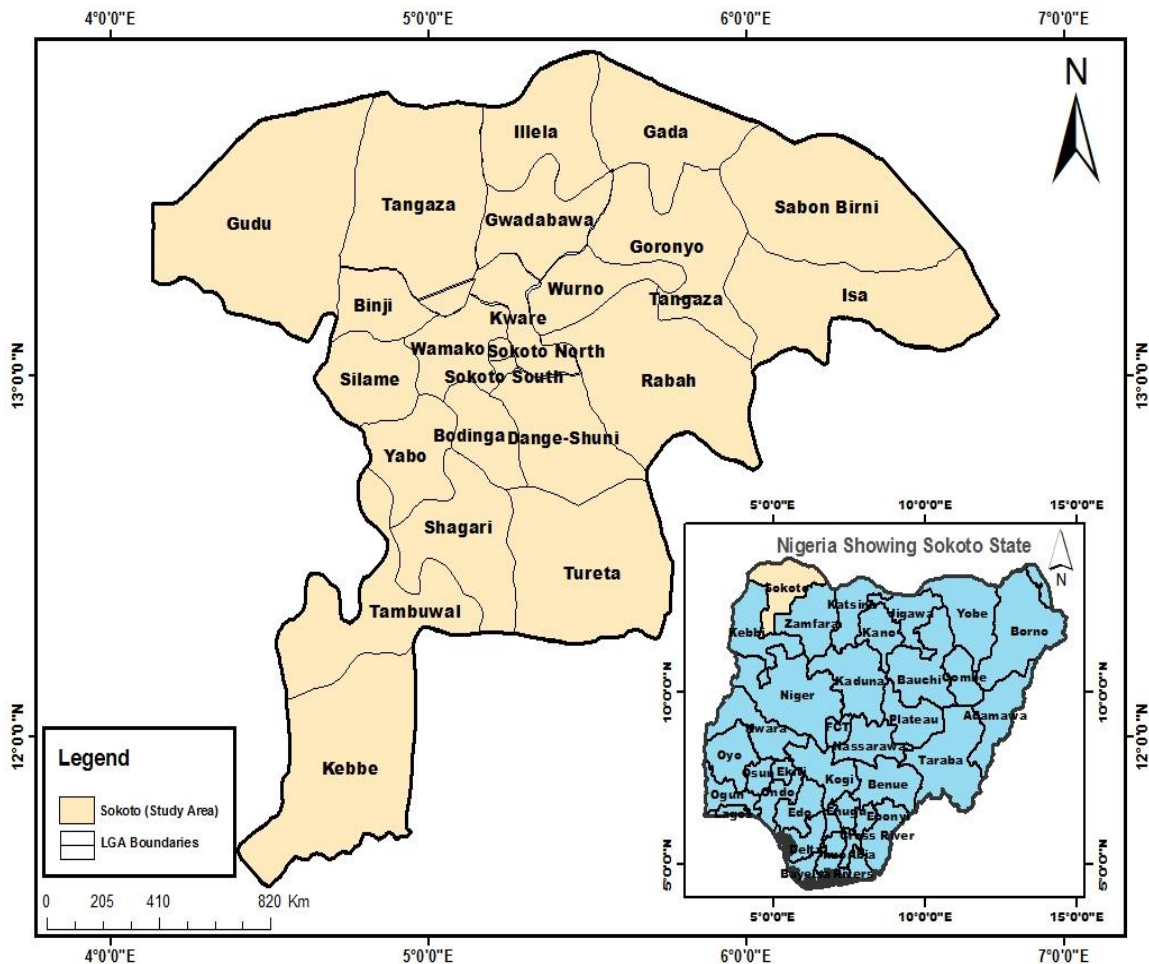 4°0'0"E 5°0'0"E 6°0'0"E 7°0'0"E
N
Illela
Gada
Tangaza
Sabon Birni
Gudu
Gwadabawa
Goronyo
Wurno
Tangaza
Isa
Binji
Kware
Wamako
Sokoto North
13°0'0"N
13°0'0"N
Silame
Sokoto South
Rabah
Bodinga
Dange-Shuni
Yabo
Shagari
Tureta
Tambuwal
Kebbe
12°0'0"N
12°0'0"N
Legend
Sokoto (Study Area)
LGA Boundaries
0 205 410 820 Km
4°0'0"E 5°0'0"E 6°0'0"E 7°0'0"E
5°0'0"E 10°0'0"E 15°0'0"E
Nigeria Showing Sokoto State
N
Sokoto
Katsina
Jigawa
Yobe
Borno
Kebbi
Zamfara
Kano
Kaduna
Bauchi
Gombe
Niger
10°0'0"N
10°0'0"N
Adamawa
Plateau
Kwara
FCT
Nassarawa
Taraba
Oyo
Osun
Ekiti
Kogi
Benue
Ogun
Ondo
Lagos
Edo
Enugu
Ebonyi
Cross River
Delta
Abia
Bayelsa
Rivers
5°0'0"N
5°0'0"N
5°0'0"E 10°0'0"E 15°0'0"E